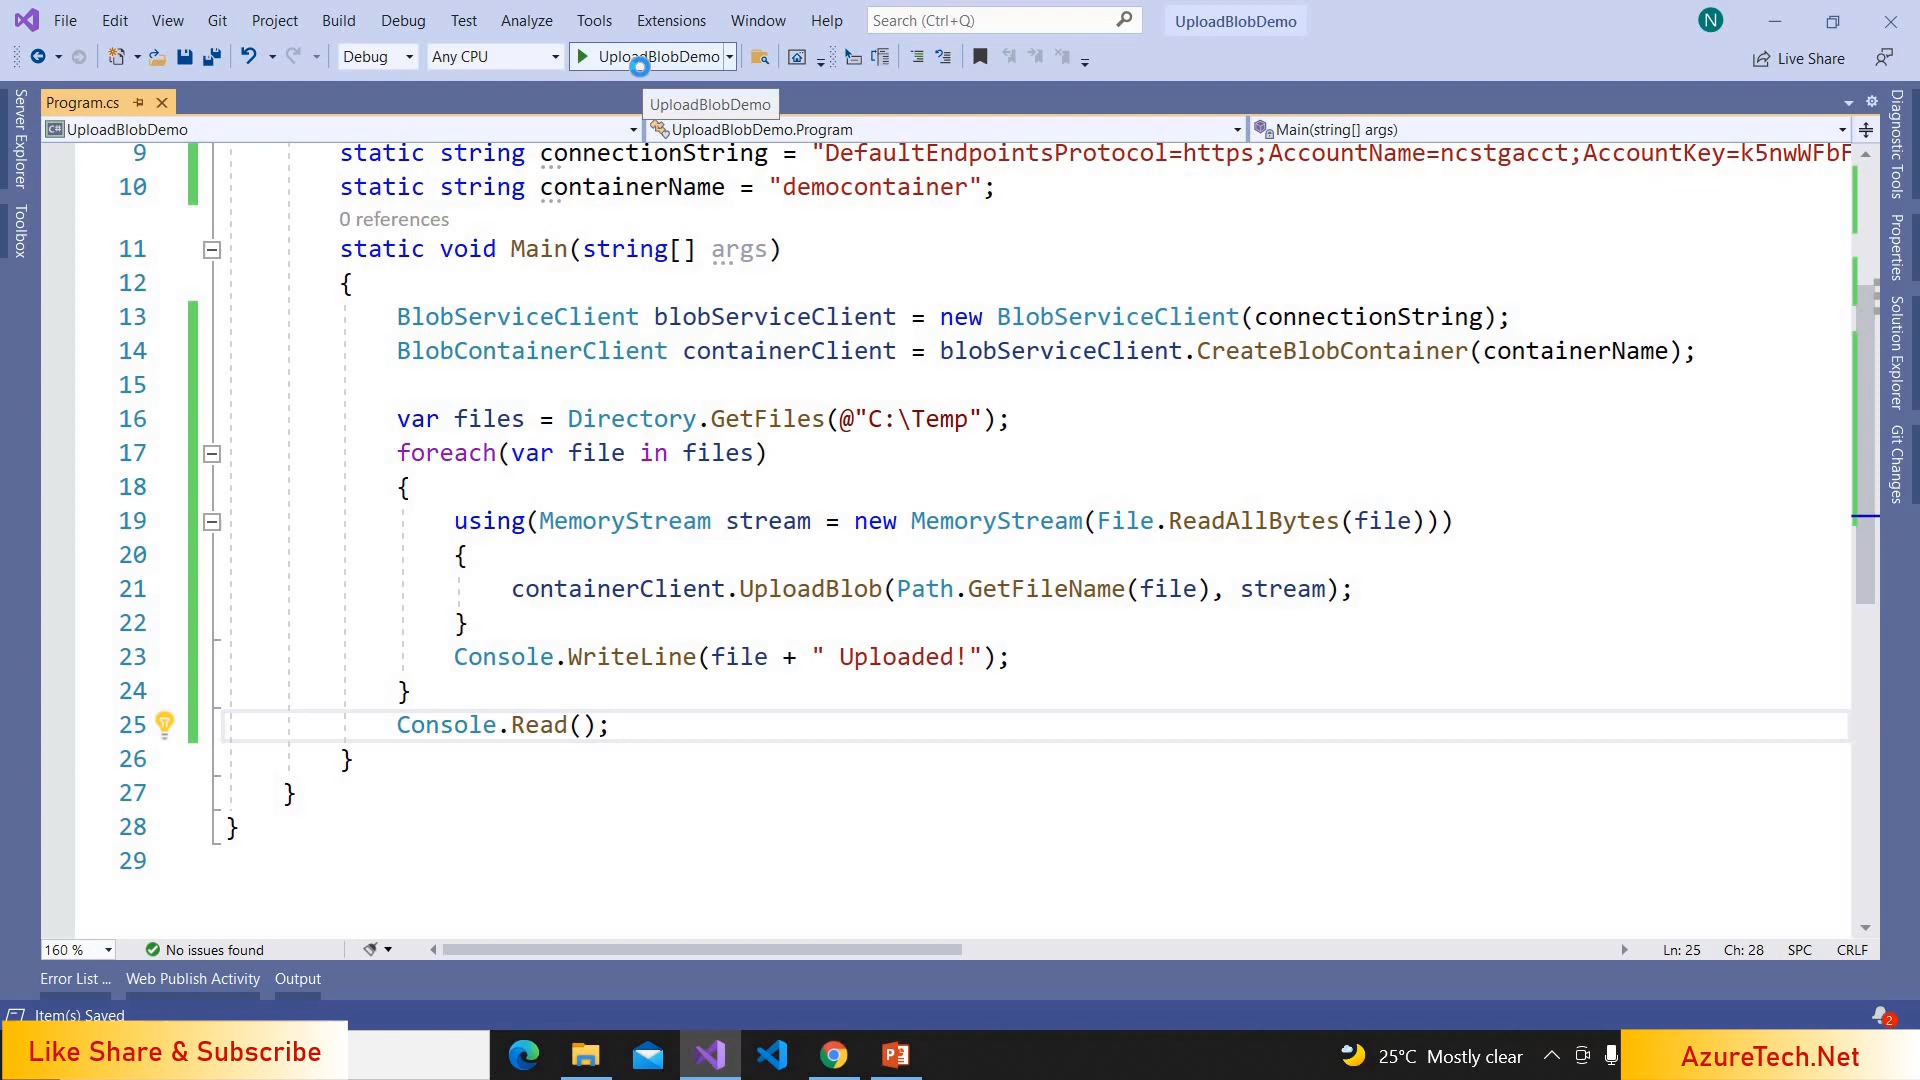 File Edit View Git Project Build Debug Test Analyze Tools Extensions Window Help Search (Ctrl+Q) UploadBlobDemo N
Debug Any CPU UploadBlobDemo Live Share
UploadBlobDemo
Program.cs
UploadBlobDemo UploadBlobDemo.Program Main(string[] args)
Server Explorer
Toolbox
Diagnostic Tools
Properties
Solution Explorer
Git Changes
9 static string connectionString = "DefaultEndpointsProtocol=https;AccountName=ncstgacct;AccountKey=k5nwWFbF
10 static string containerName = "democontainer";
0 references
11 static void Main(string[] args)
12 {
13 BlobServiceClient blobServiceClient = new BlobServiceClient(connectionString);
14 BlobContainerClient containerClient = blobServiceClient.CreateBlobContainer(containerName);
15
16 var files = Directory.GetFiles(@"C:\Temp");
17 foreach(var file in files)
18 {
19 using(MemoryStream stream = new MemoryStream(File.ReadAllBytes(file)))
20 {
21 containerClient.UploadBlob(Path.GetFileName(file), stream);
22 }
23 Console.WriteLine(file + " Uploaded!");
24 }
25 Console.Read();
26 }
27 }
28 }
29
160 % No issues found Ln: 25 Ch: 28 SPC CRLF
Error List ... Web Publish Activity Output
Item(s) Saved 2
Like Share & Subscribe 25°C Mostly clear AzureTech.Net